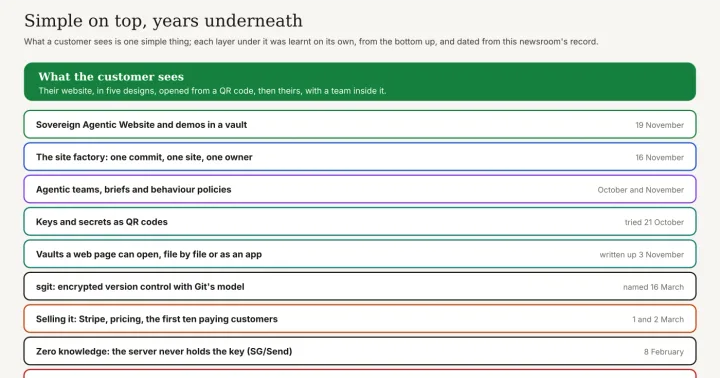 Simple on top, years underneath
What a customer sees is one simple thing; each layer under it was learnt on its own, from the bottom up, and dated from this newsroom's record.
What the customer sees
Their website, in five designs, opened from a QR code, then theirs, with a team inside it.
Sovereign Agentic Website and demos in a vault 19 November
The site factory: one commit, one site, one owner 16 November
Agentic teams, briefs and behaviour policies October and November
Keys and secrets as QR codes tried 21 October
Vaults a web page can open, file by file or as an app written up 3 November
sgit: encrypted version control with Git's model named 16 March
Selling it: Stripe, pricing, the first ten paying customers 1 and 2 March
Zero knowledge: the server never holds the key (SG/Send) 8 February